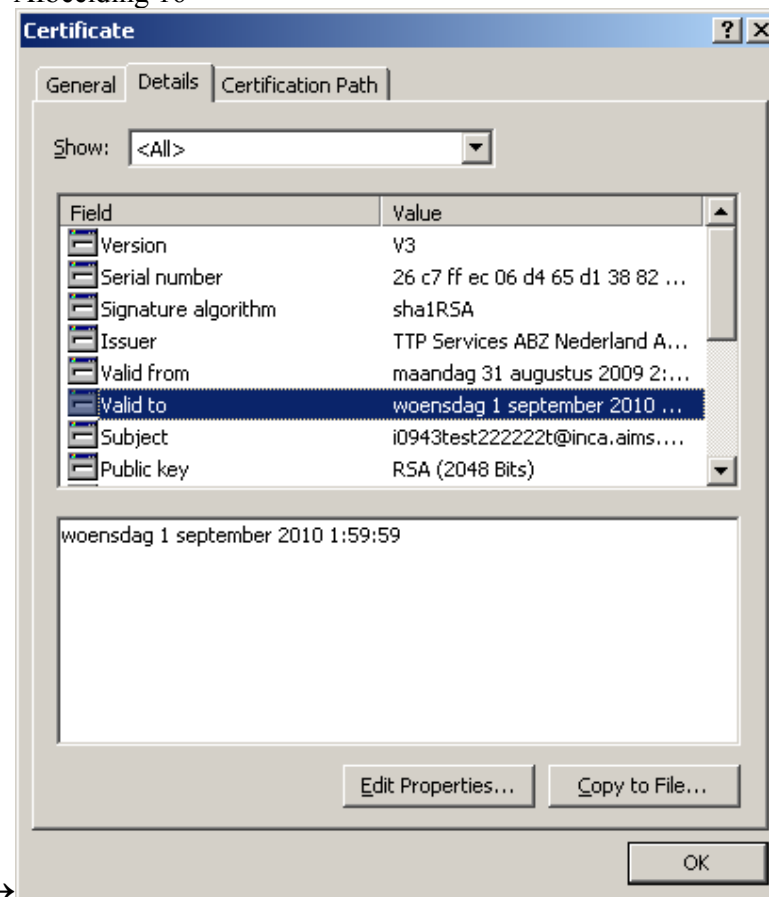 Afbeelding 10
Certificate
General Details Certification Path
Show: <All>
Field Value
Version V3
Serial number 26 c7 ff ec 06 d4 65 d1 38 82 ...
Signature algorithm sha1RSA
Issuer TTP Services ABZ Nederland A...
Valid from maandag 31 augustus 2009 2:...
Valid to woensdag 1 september 2010 ...
Subject i0943test222222t@inca.aims....
Public key RSA (2048 Bits)
woensdag 1 september 2010 1:59:59
Edit Properties... Copy to File...
OK